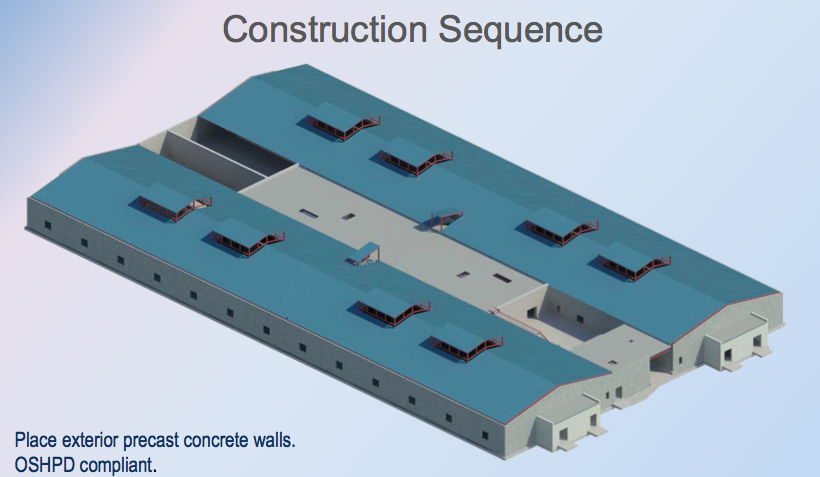 Construction Sequence
Place exterior precast concrete walls.
OSHPD compliant.